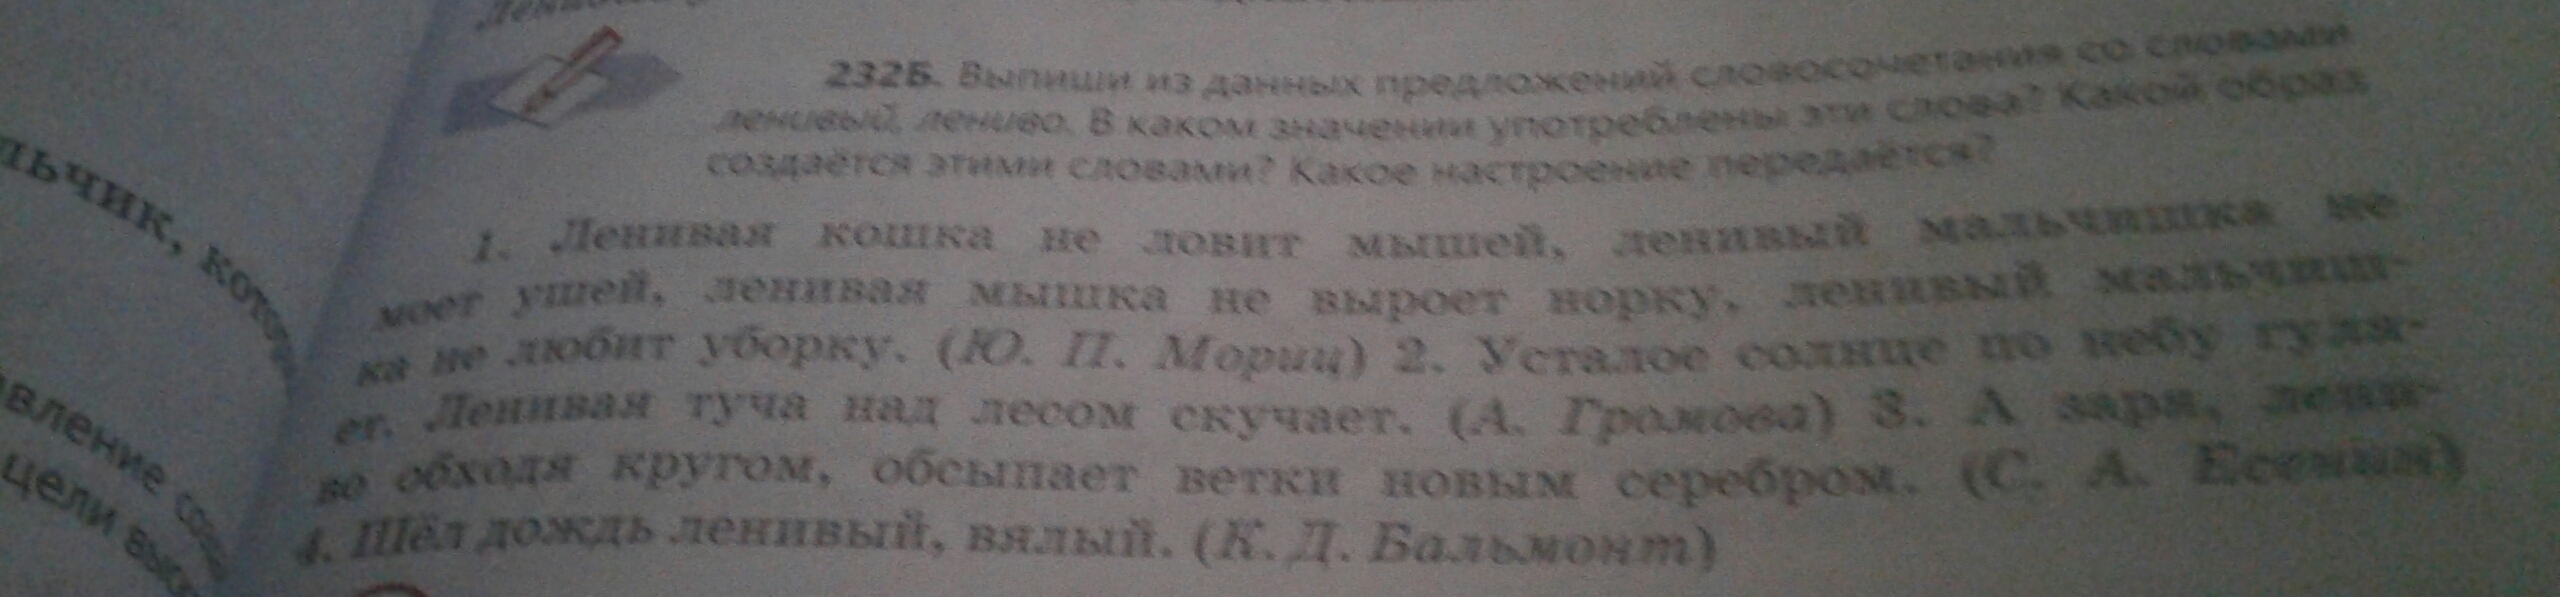 232Б. Выпиши из данных предложений словосочетания со словами
ленивый, лениво. В каком значении употреблены эти слова? Какой образ
создаётся этими словами? Какое настроение передаётся?
1. Ленивая кошка не ловит мышей, ленивый мальчишка не
моет ушей, ленивая мышка не выроет норку, ленивый мальчиш-
ка не любит уборку. (Ю. П. Мориц) 2. Усталое солнце по небу гуля-
ет. Ленивая туча над лесом скучает. (А. Громова) 3. А заря, лени-
во обходя кругом, обсыпает ветки новым серебром. (С. А. Есенин)
4. Шёл дождь ленивый, вялый. (К. Д. Бальмонт)
льчик, кото
вление
цели